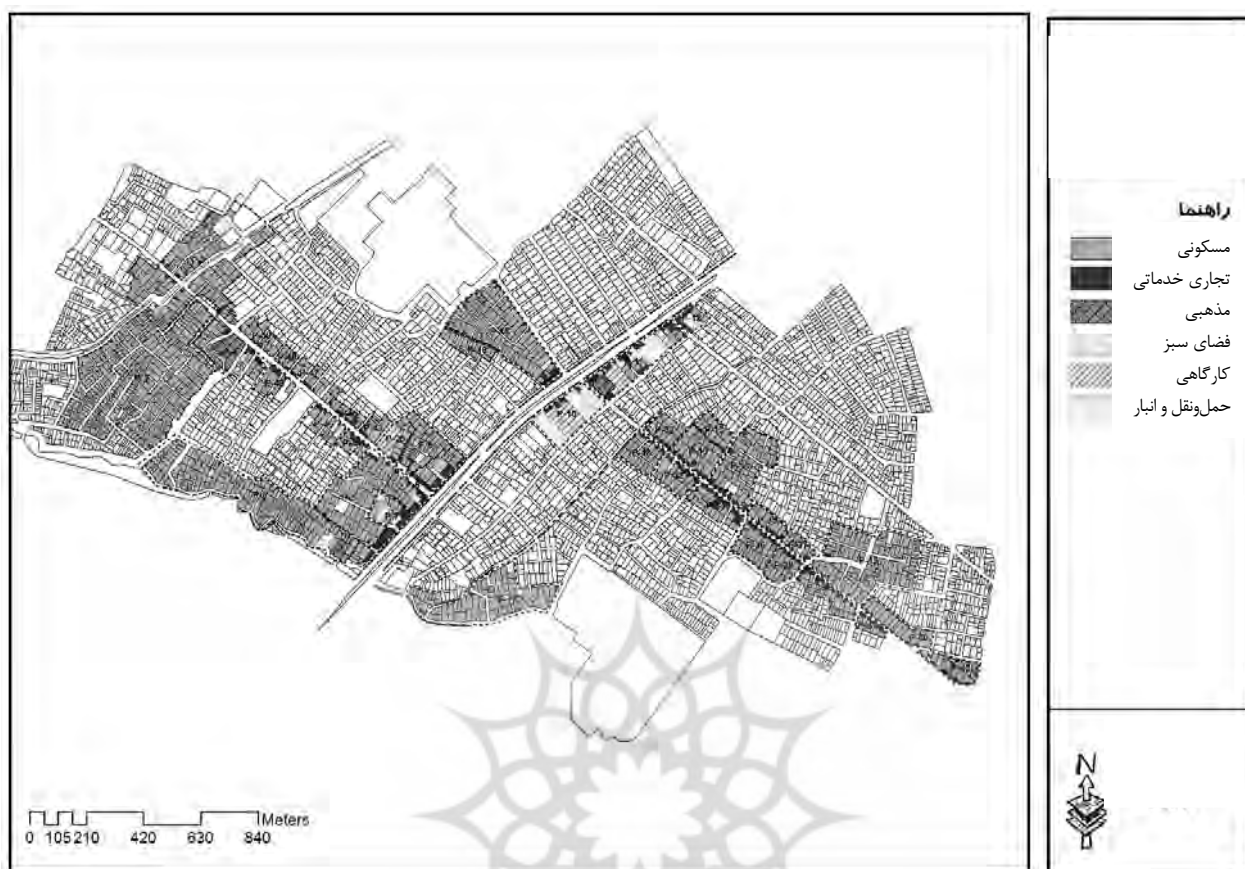 راهنما
مسکونی
تجاری خدماتی
مذهبی
فضای سبز
کارگاهی
حمل‌ونقل و انبار
N
Meters
0 105 210 420 630 840